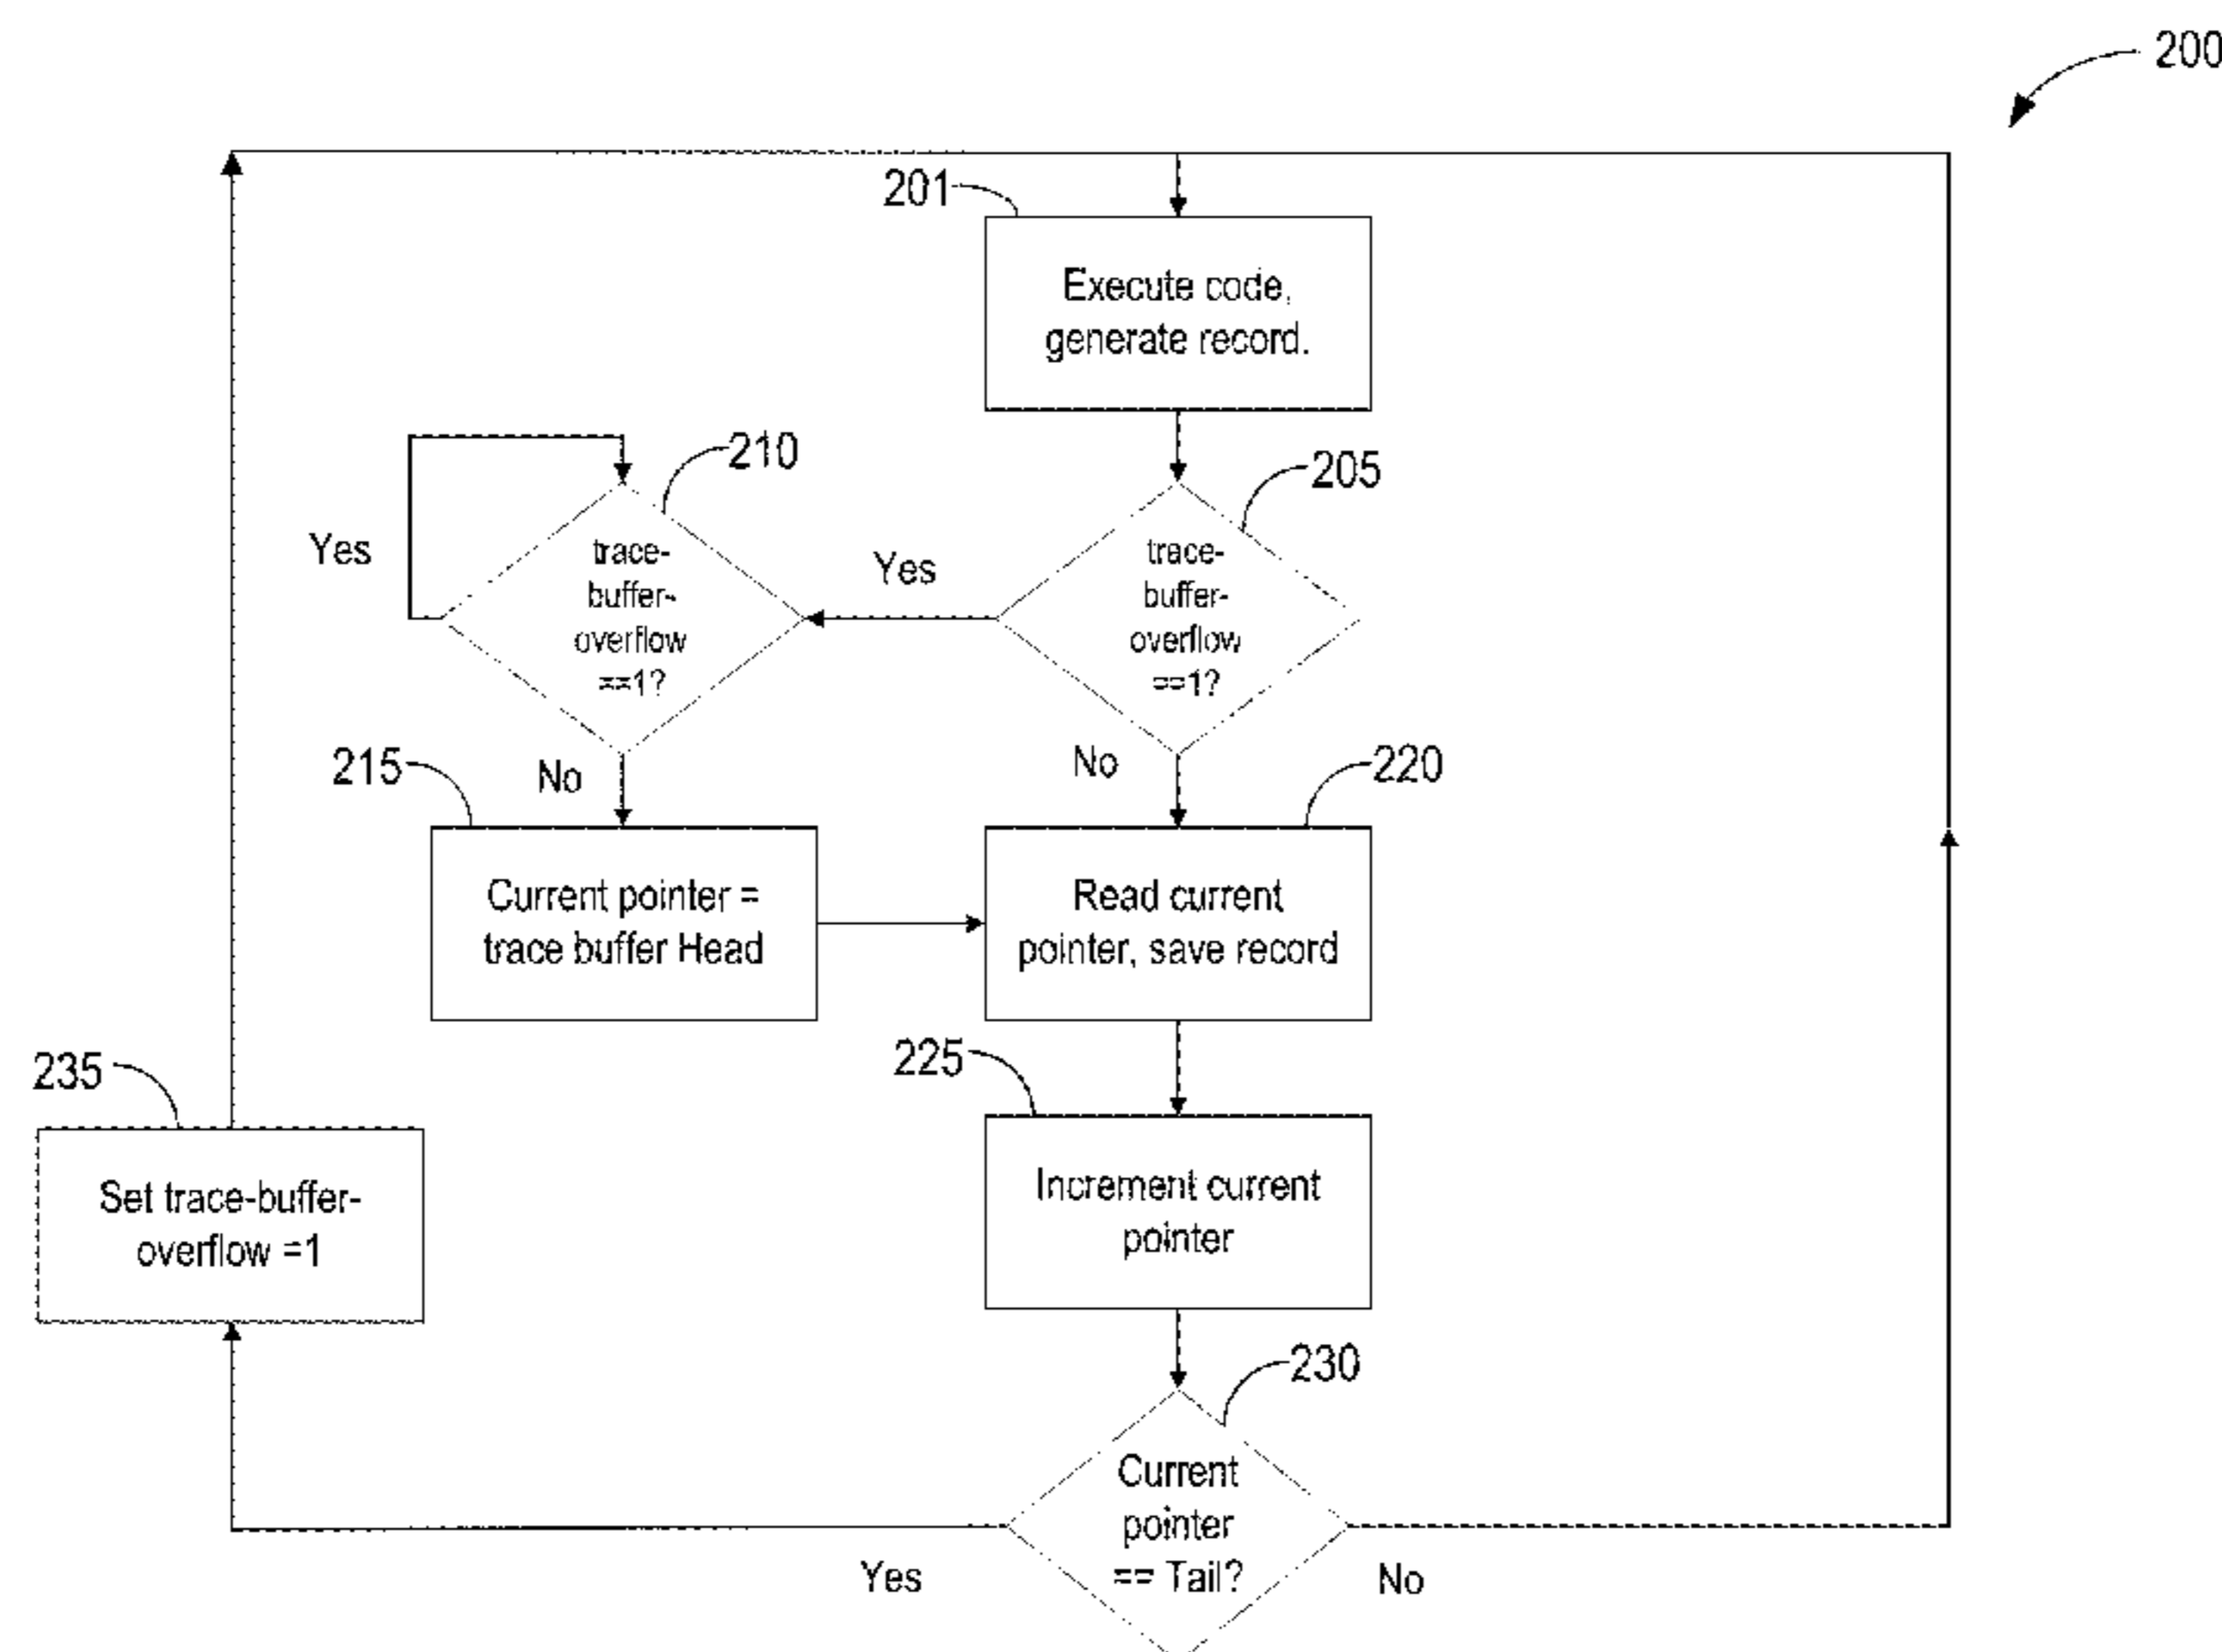 200
201
Execute code,
generate record.
210
205
Yes
trace-
buffer-
overflow
==1?
Yes
trace-
buffer-
overflow
==1?
215
No
No
220
Current pointer =
trace buffer Head
Read current
pointer, save record
235
225
Set trace-buffer-
overflow =1
Increment current
pointer
230
Current
pointer
== Tail?
Yes
No